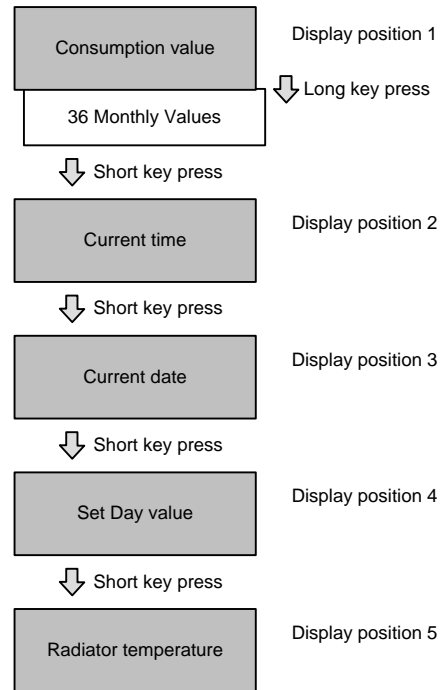 Consumption value
Display position 1
Long key press
36 Monthly Values
Short key press
Current time
Display position 2
Short key press
Current date
Display position 3
Short key press
Set Day value
Display position 4
Short key press
Radiator temperature
Display position 5